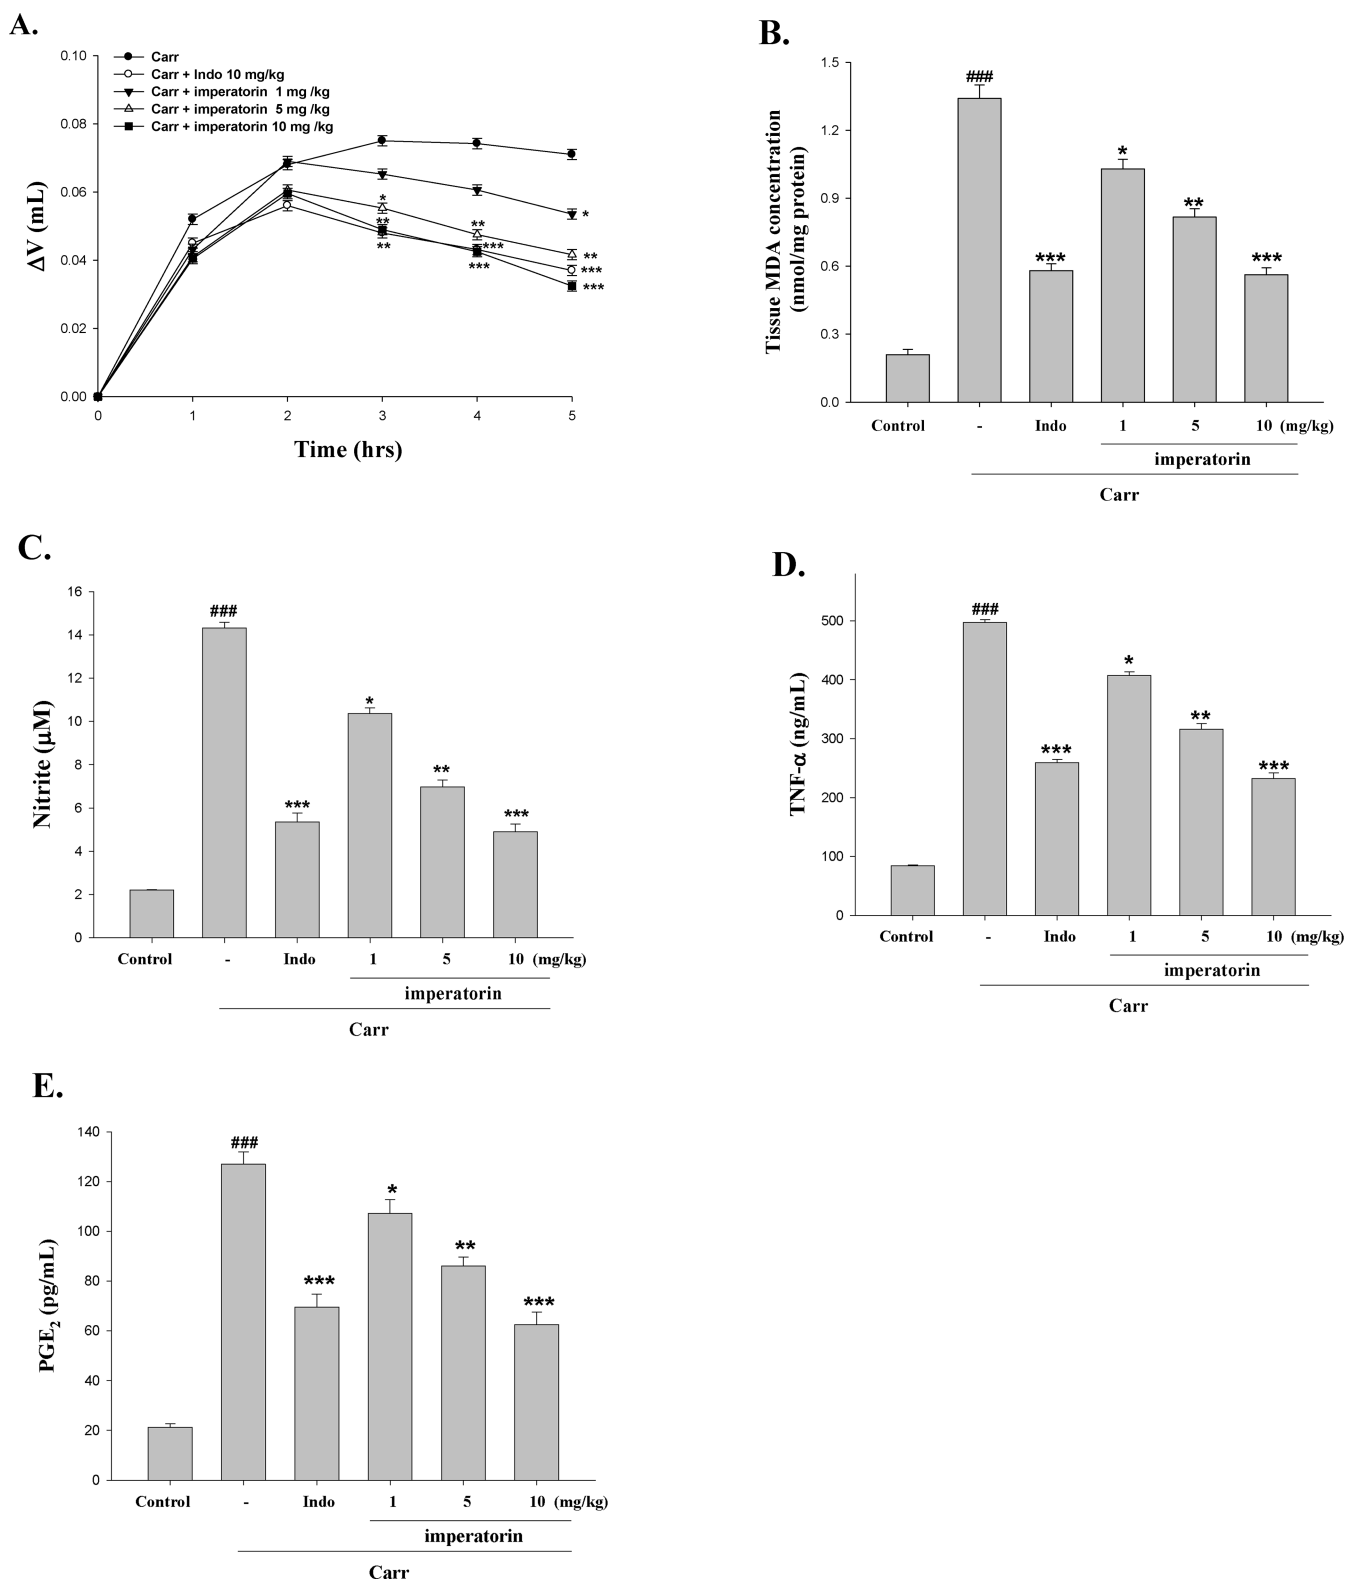 A.
Carr
Carr + Indo 10 mg/kg
Carr + imperatorin 1 mg /kg
Carr + imperatorin 5 mg /kg
Carr + imperatorin 10 mg /kg
0.10
0.08
0.06
0.04
0.02
0.00
ΔV (mL)
*
**
**
**
***
***
*
**
***
***
0 1 2 3 4 5
Time (hrs)
B.
1.5
1.2
0.9
0.6
0.3
0.0
Tissue MDA concentration
(nmol/mg protein)
###
***
*
**
***
Control - Indo 1 5 10 (mg/kg)
imperatorin
Carr
C.
16
14
12
10
8
6
4
2
0
Nitrite (µM)
###
***
*
**
***
Control - Indo 1 5 10 (mg/kg)
imperatorin
Carr
D.
500
400
300
200
100
0
TNF-α (ng/mL)
###
***
*
**
***
Control - Indo 1 5 10 (mg/kg)
imperatorin
Carr
E.
140
120
100
80
60
40
20
0
PGE2 (pg/mL)
###
***
*
**
***
Control - Indo 1 5 10 (mg/kg)
imperatorin
Carr